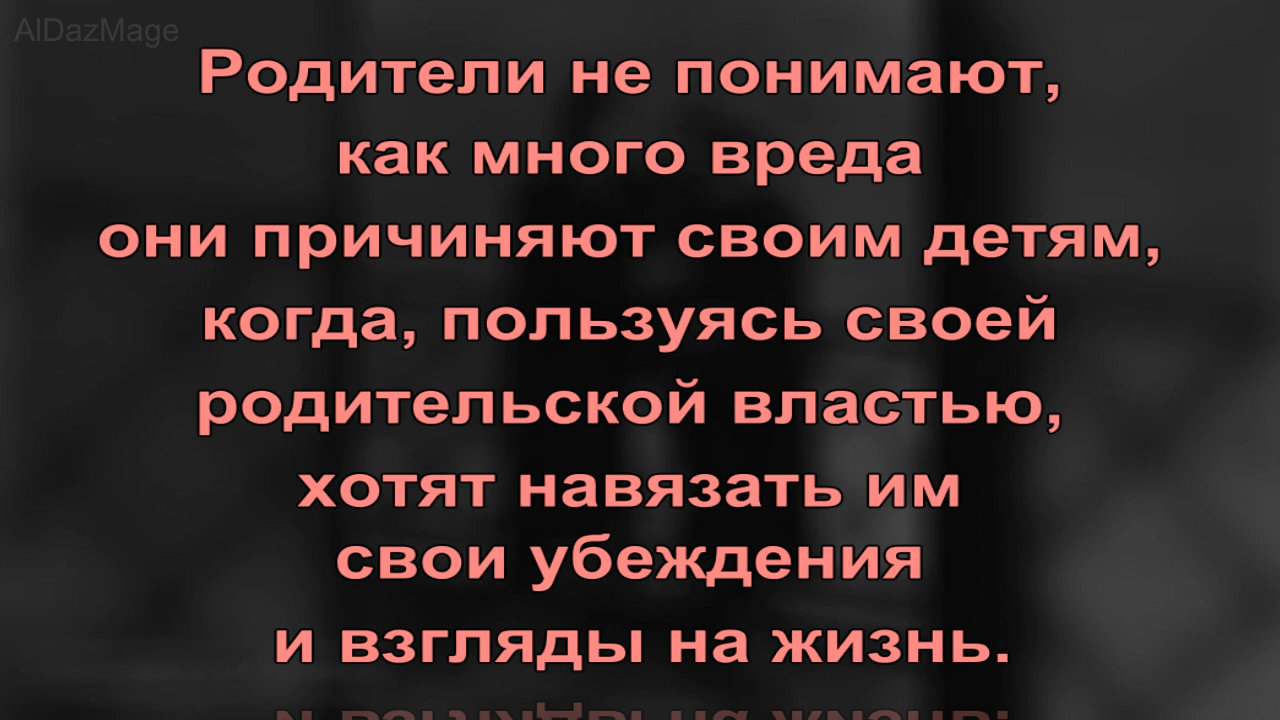 AlDazMage
Родители не понимают,
как много вреда
они причиняют своим детям,
когда, пользуясь своей
родительской властью,
хотят навязать им
свои убеждения
и взгляды на жизнь.